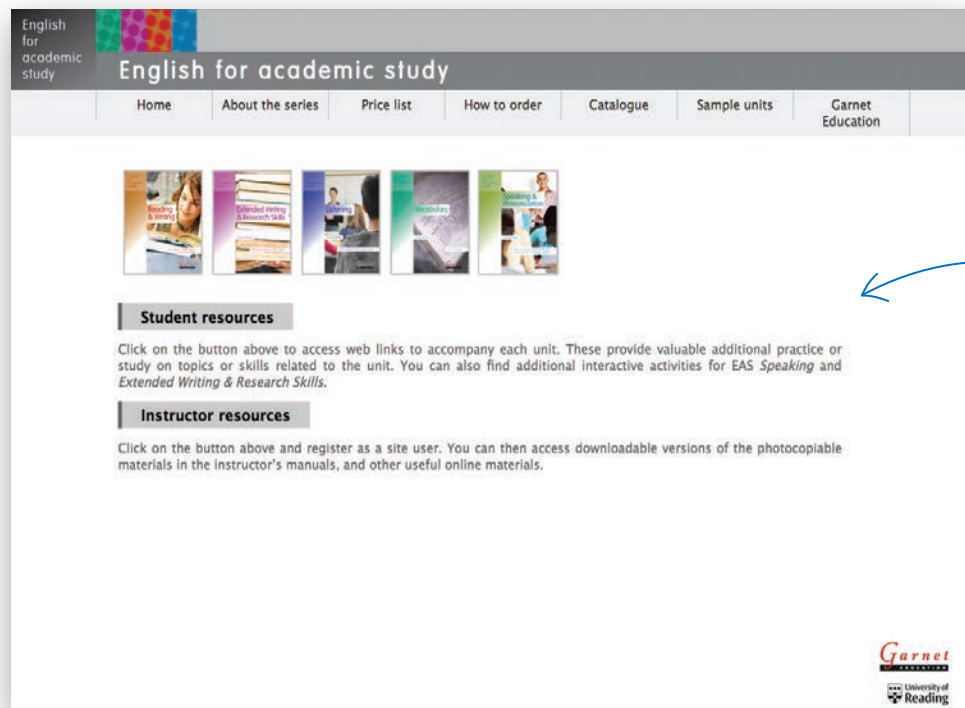 English
for
academic
study
English for academic study
Home About the series Price list How to order Catalogue Sample units Garnet
Education
Reading
& Writing
Extended Writing
& Research Skills
Listening
Vocabulary
Speaking &
Pronunciation
Student resources
Click on the button above to access web links to accompany each unit. These provide valuable additional practice or
study on topics or skills related to the unit. You can also find additional interactive activities for EAS Speaking and
Extended Writing & Research Skills.
Instructor resources
Click on the button above and register as a site user. You can then access downloadable versions of the photocopiable
materials in the instructor's manuals, and other useful online materials.
Garnet
EDUCATION
University of
Reading